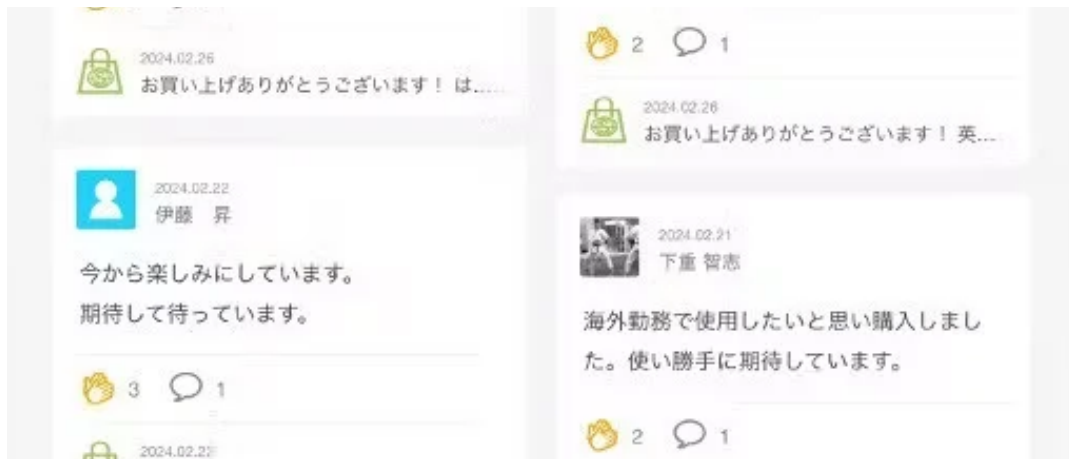 2024.02.26
お買い上げありがとうございます！ は...
2024.02.22
伊藤　昇
今から楽しみにしています。
期待して待っています。
3 1
2024.02.22
2 1
2024.02.26
お買い上げありがとうございます！ 英...
2024.02.21
下重 智志
海外勤務で使用したいと思い購入しまし
た。使い勝手に期待しています。
2 1